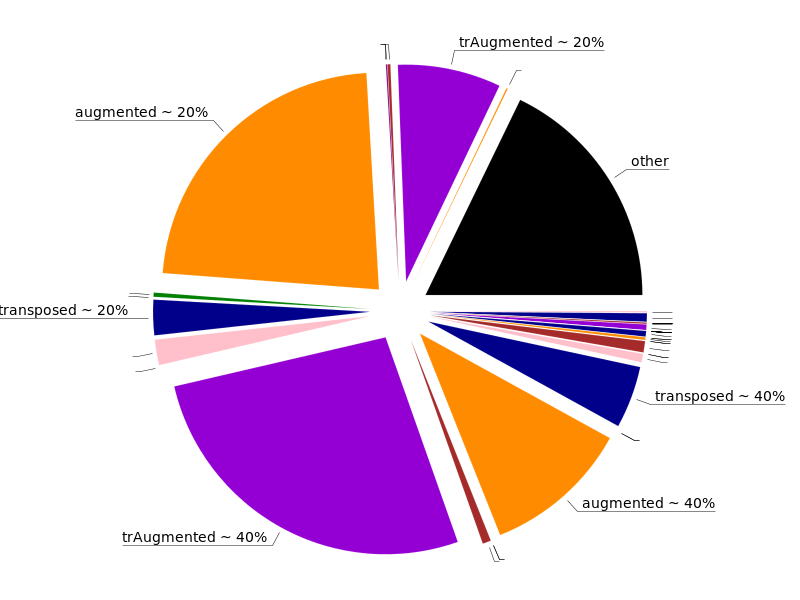 trAugmented ~ 20%
augmented ~ 20%
other
transposed ~ 20%
transposed ~ 40%
augmented ~ 40%
trAugmented ~ 40%